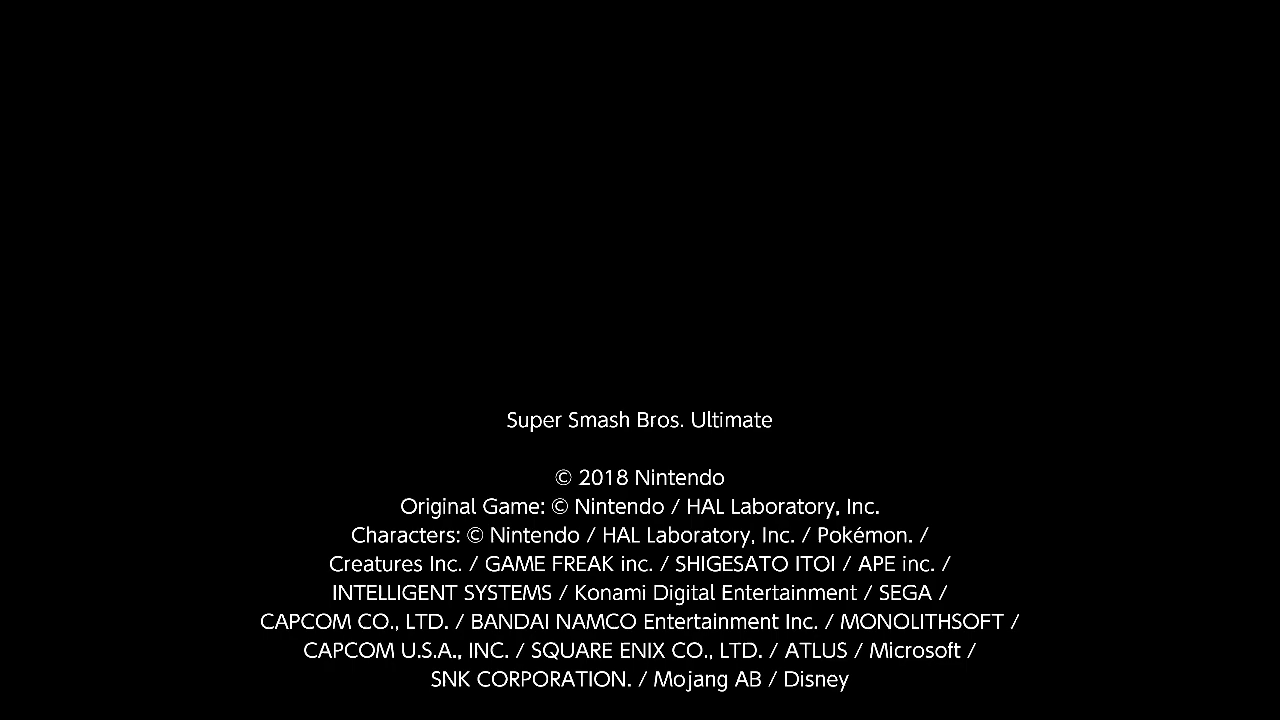 Super Smash Bros. Ultimate
© 2018 Nintendo
Original Game: © Nintendo / HAL Laboratory, Inc.
Characters: © Nintendo / HAL Laboratory, Inc. / Pokémon. /
Creatures Inc. / GAME FREAK inc. / SHIGESATO ITOI / APE inc. /
INTELLIGENT SYSTEMS / Konami Digital Entertainment / SEGA /
CAPCOM CO., LTD. / BANDAI NAMCO Entertainment Inc. / MONOLITHSOFT /
CAPCOM U.S.A., INC. / SQUARE ENIX CO., LTD. / ATLUS / Microsoft /
SNK CORPORATION. / Mojang AB / Disney